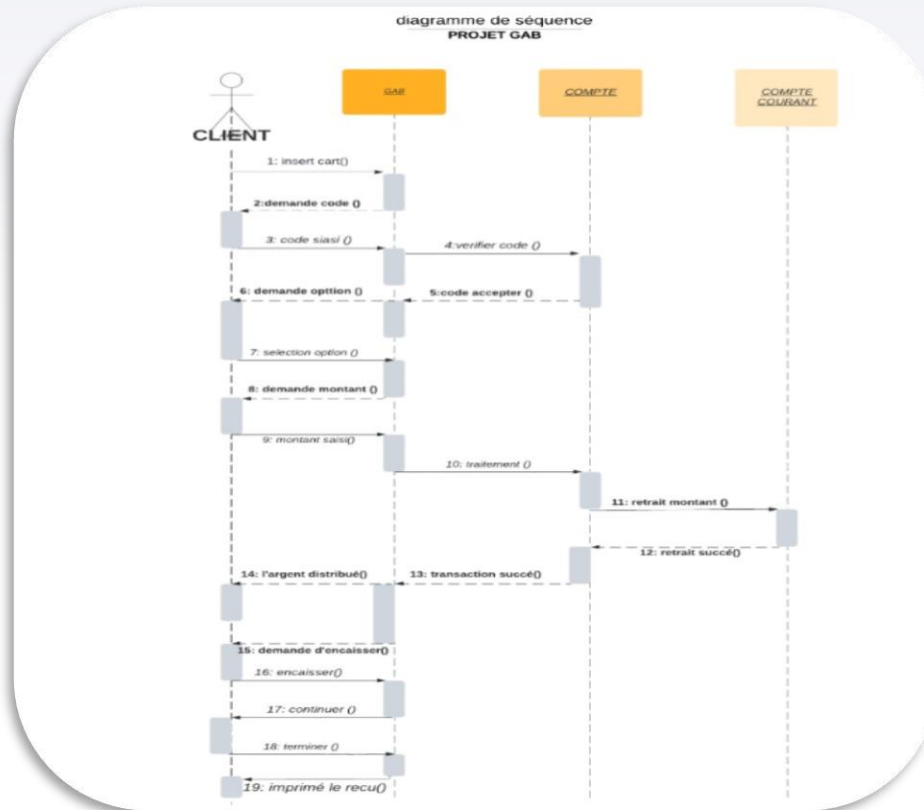 diagramme de séquence
PROJET GAB
GAB
COMPTE
COMPTE
COURANT
CLIENT
1: insert cart()
2:demande code ()
3: code siasi ()
4:verifier code ()
6: demande opttion ()
5:code accepter ()
7: selection option ()
8: demande montant ()
9: montant saisi()
10: traitement ()
11: retrait montant ()
12: retrait succé()
14: l'argent distribué()
13: transaction succé()
15: demande d'encaisser()
16: encaisser()
17: continuer ()
18: terminer ()
19: imprimé le recu()